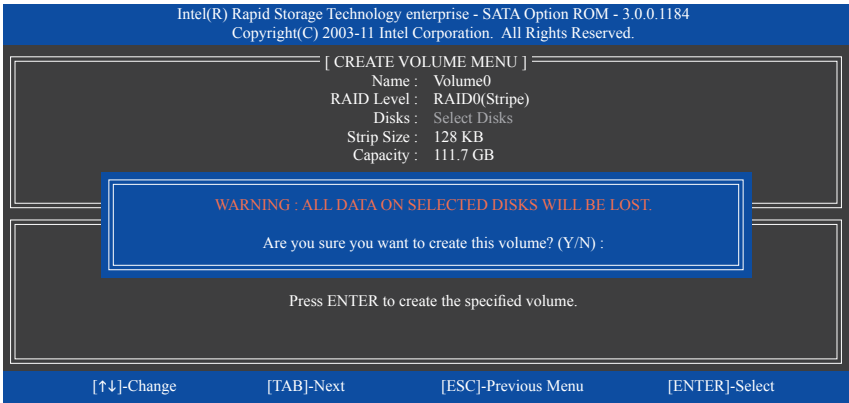 Intel(R) Rapid Storage Technology enterprise - SATA Option ROM - 3.0.0.1184
Copyright(C) 2003-11 Intel Corporation.  All Rights Reserved.
[ CREATE VOLUME MENU ]
Name :   Volume0
RAID Level :   RAID0(Stripe)
Disks :   Select Disks
Strip Size :   128 KB
Capacity :   111.7 GB
WARNING : ALL DATA ON SELECTED DISKS WILL BE LOST.
Are you sure you want to create this volume? (Y/N) :
Press ENTER to create the specified volume.
[↑↓]-Change   [TAB]-Next   [ESC]-Previous Menu   [ENTER]-Select